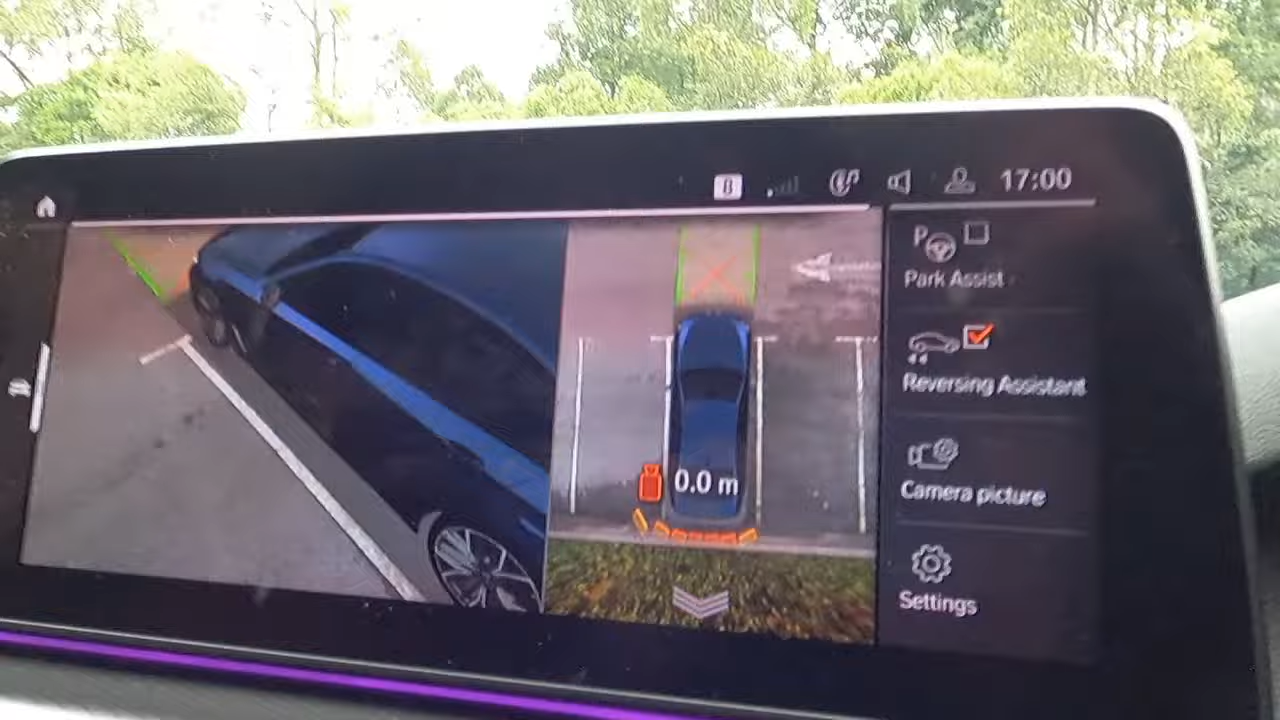 17:00
P
Park Assist
Reversing Assistant
0.0 m
Camera picture
Settings